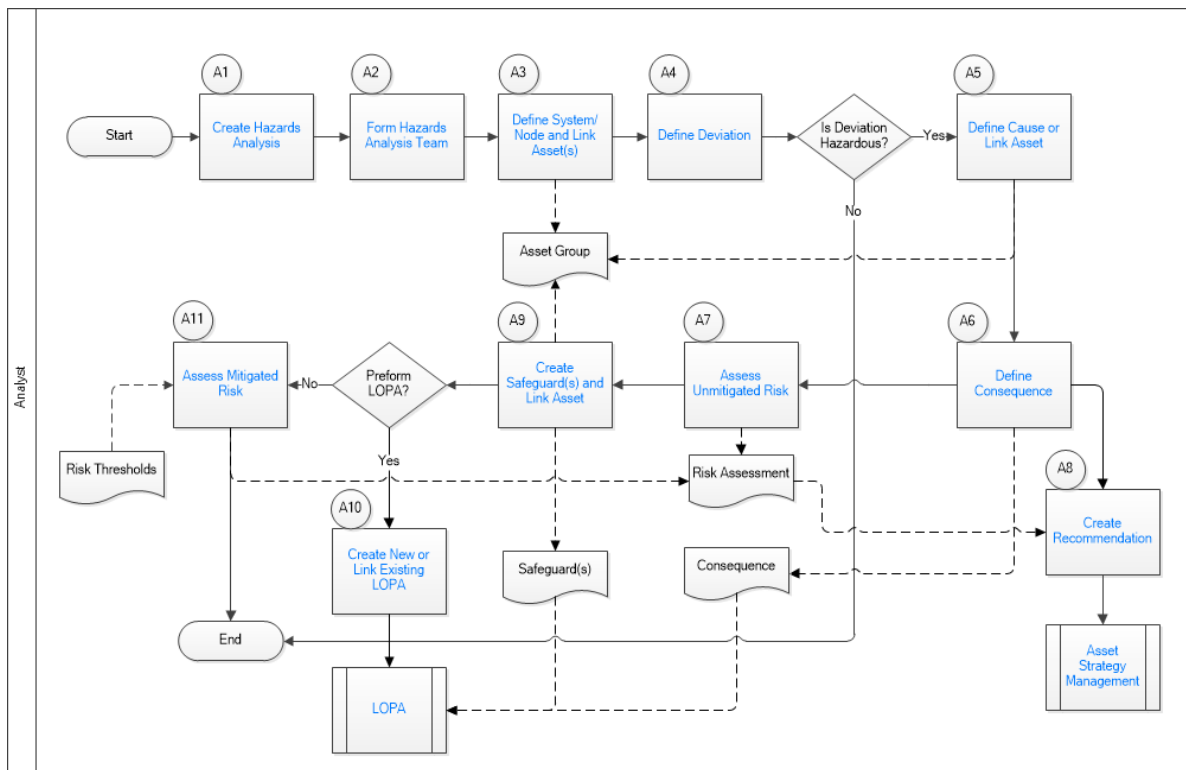 A1
A2
A3
A4
A5
Start
Create Hazards
Analysis
Form Hazards
Analysis Team
Define System/
Node and Link
Asset(s)
Define Deviation
Is Deviation
Hazardous?
Yes
Define Cause or
Link Asset
No
Asset Group
A11
A9
A7
A6
Assess Mitigated
Risk
No
Preform
LOPA?
Create
Safeguard(s) and
Link Asset
Assess
Unmitigated Risk
Define
Consequence
Analyst
Risk Thresholds
Yes
Risk Assessment
A8
A10
Create New or
Link Existing
LOPA
Create
Recommendation
Safeguard(s)
Consequence
End
LOPA
Asset
Strategy
Management